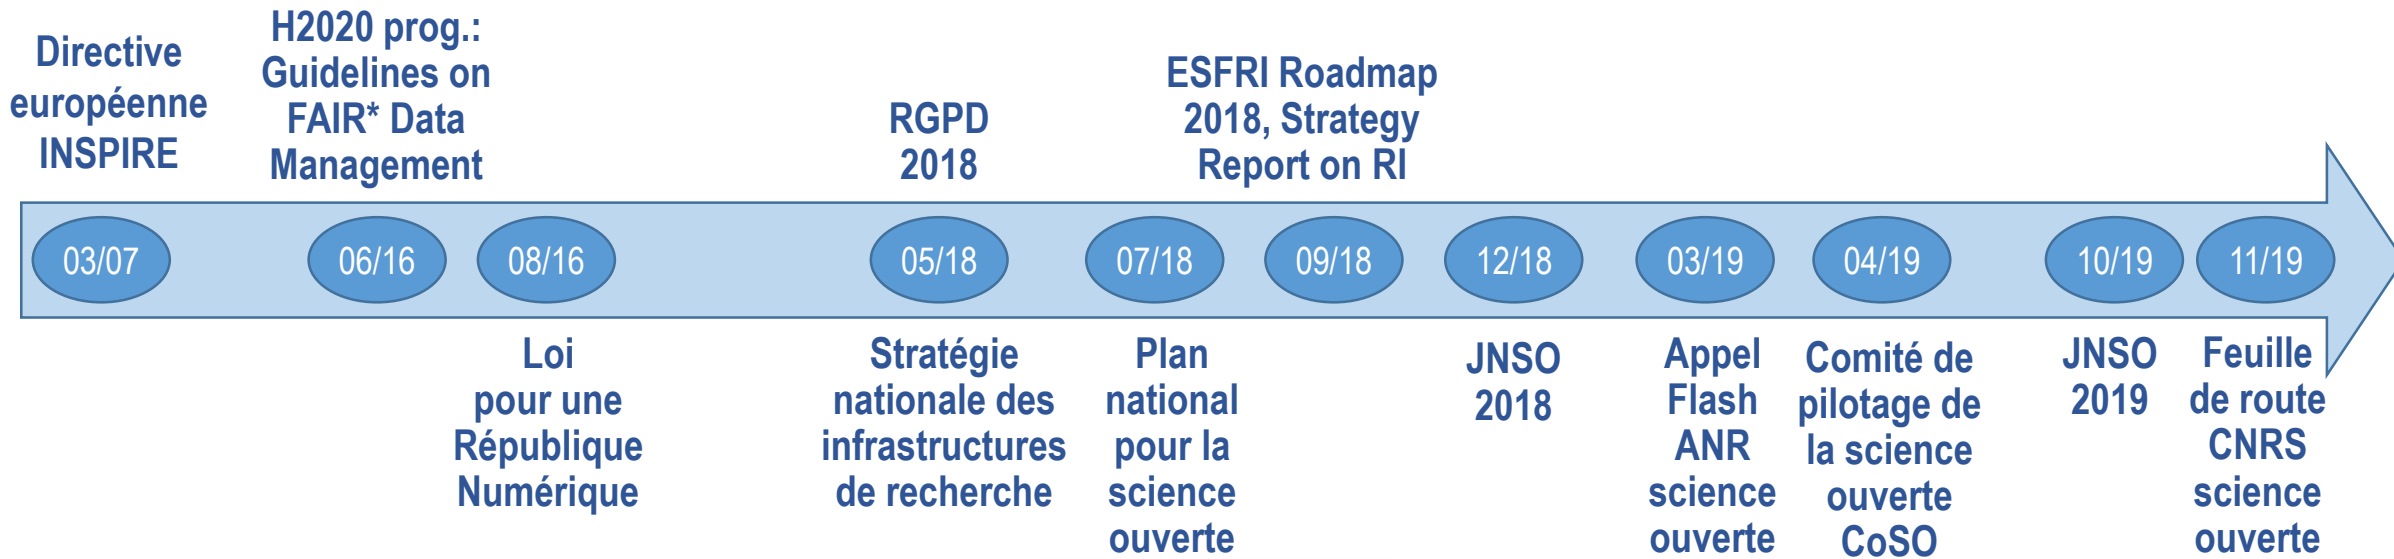 Directive
européenne
INSPIRE
H2020 prog.:
Guidelines on
FAIR* Data
Management
RGPD
2018
ESFRI Roadmap
2018, Strategy
Report on RI
03/07
06/16
08/16
05/18
07/18
09/18
12/18
03/19
04/19
10/19
11/19
Loi
pour une
République
Numérique
Stratégie
nationale des
infrastructures
de recherche
Plan
national
pour la
science
ouverte
JNSO
2018
Appel
Flash
ANR
science
ouverte
Comité de
pilotage de
la science
ouverte
CoSO
JNSO
2019
Feuille
de route
CNRS
science
ouverte